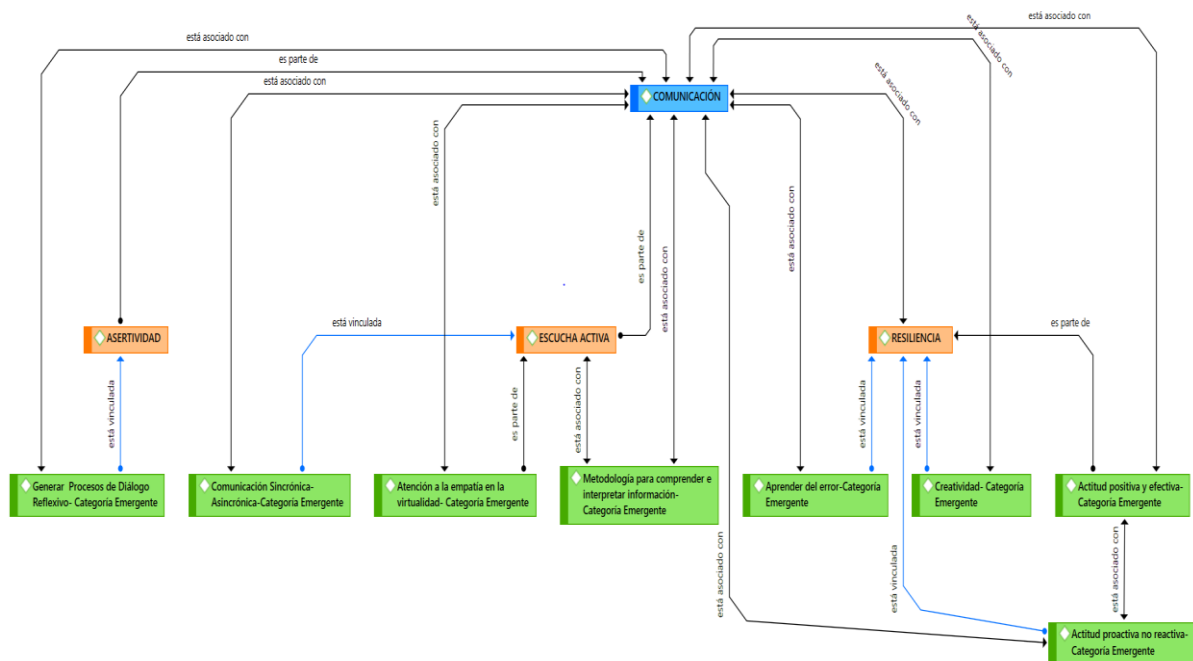 está asociado con
está asociado con
está asociado con
es parte de
está asociado con
está asociado con
COMUNICACIÓN
está asociado con
está asociado con
es parte de
está asociado con
está asociado con
ASERTIVIDAD
está vinculada
ESCUCHA ACTIVA
RESILIENCIA
es parte de
está vinculada
es parte de
está asociado con
está vinculada
está vinculada
Generar Procesos de Diálogo
Reflexivo- Categoría Emergente
Comunicación Sincrónica-
Asincrónica-Categoría Emergente
Atención a la empatía en la
virtualidad- Categoría Emergente
Metodología para comprender e
interpretar información-
Categoría Emergente
Aprender del error-Categoría
Emergente
Creatividad- Categoría
Emergente
Actitud positiva y efectiva-
Categoría Emergente
está asociado con
está vinculada
está asociado con
Actitud proactiva no reactiva-
Categoría Emergente